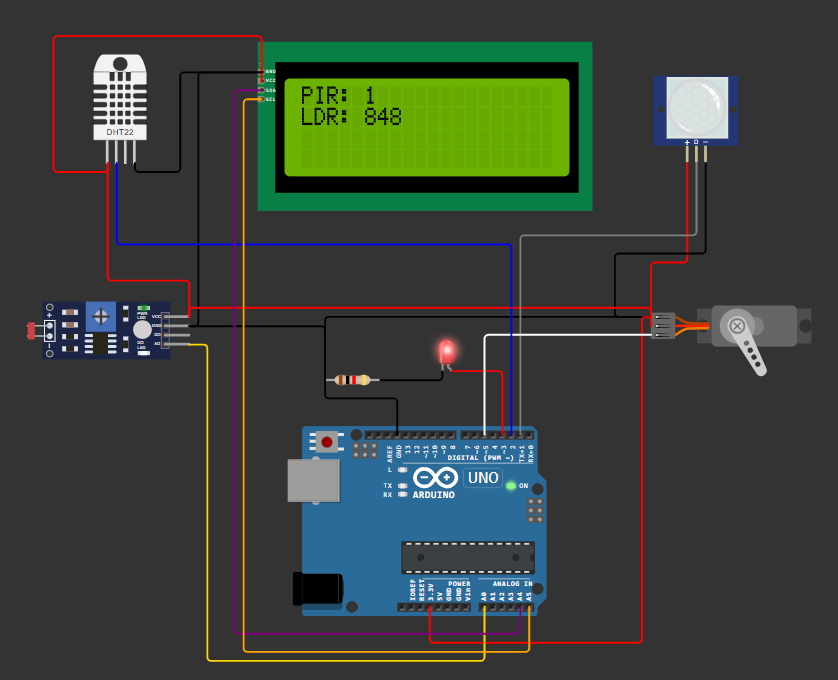 GND
VCC
SDA
SCL
PIR: 1
LDR: 848
DHT22
+ D -
+
PWR
LED
VCC
GND
DO
AO
DO
LED
-
AREF
GND
13
12
~11
~10
~9
8
7
~6
~5
4
~3
2
TX→1
RX←0
DIGITAL (PWM ~)
L
TX
RX
UNO
ON
ARDUINO
IOREF
RESET
3.3V
5V
GND
GND
Vin
POWER
ANALOG IN
A0
A1
A2
A3
A4
A5